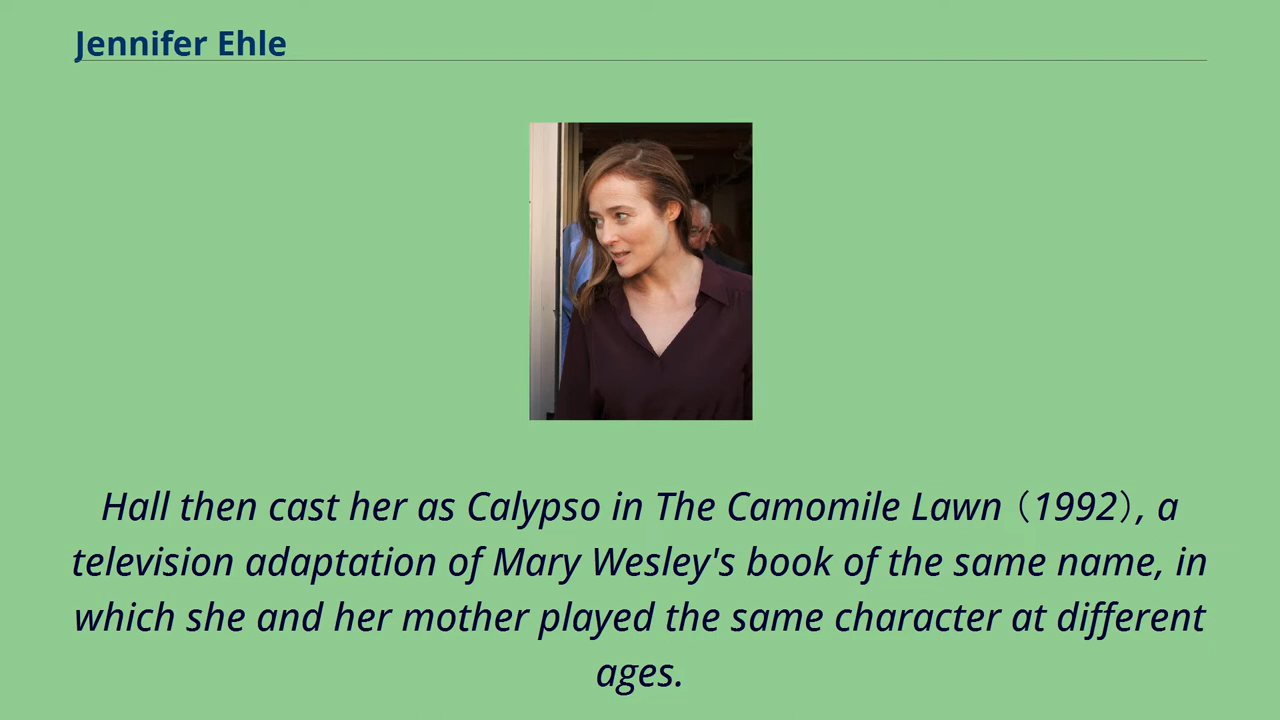 Jennifer Ehle
Hall then cast her as Calypso in The Camomile Lawn（1992）, a
television adaptation of Mary Wesley's book of the same name, in
which she and her mother played the same character at different
ages.